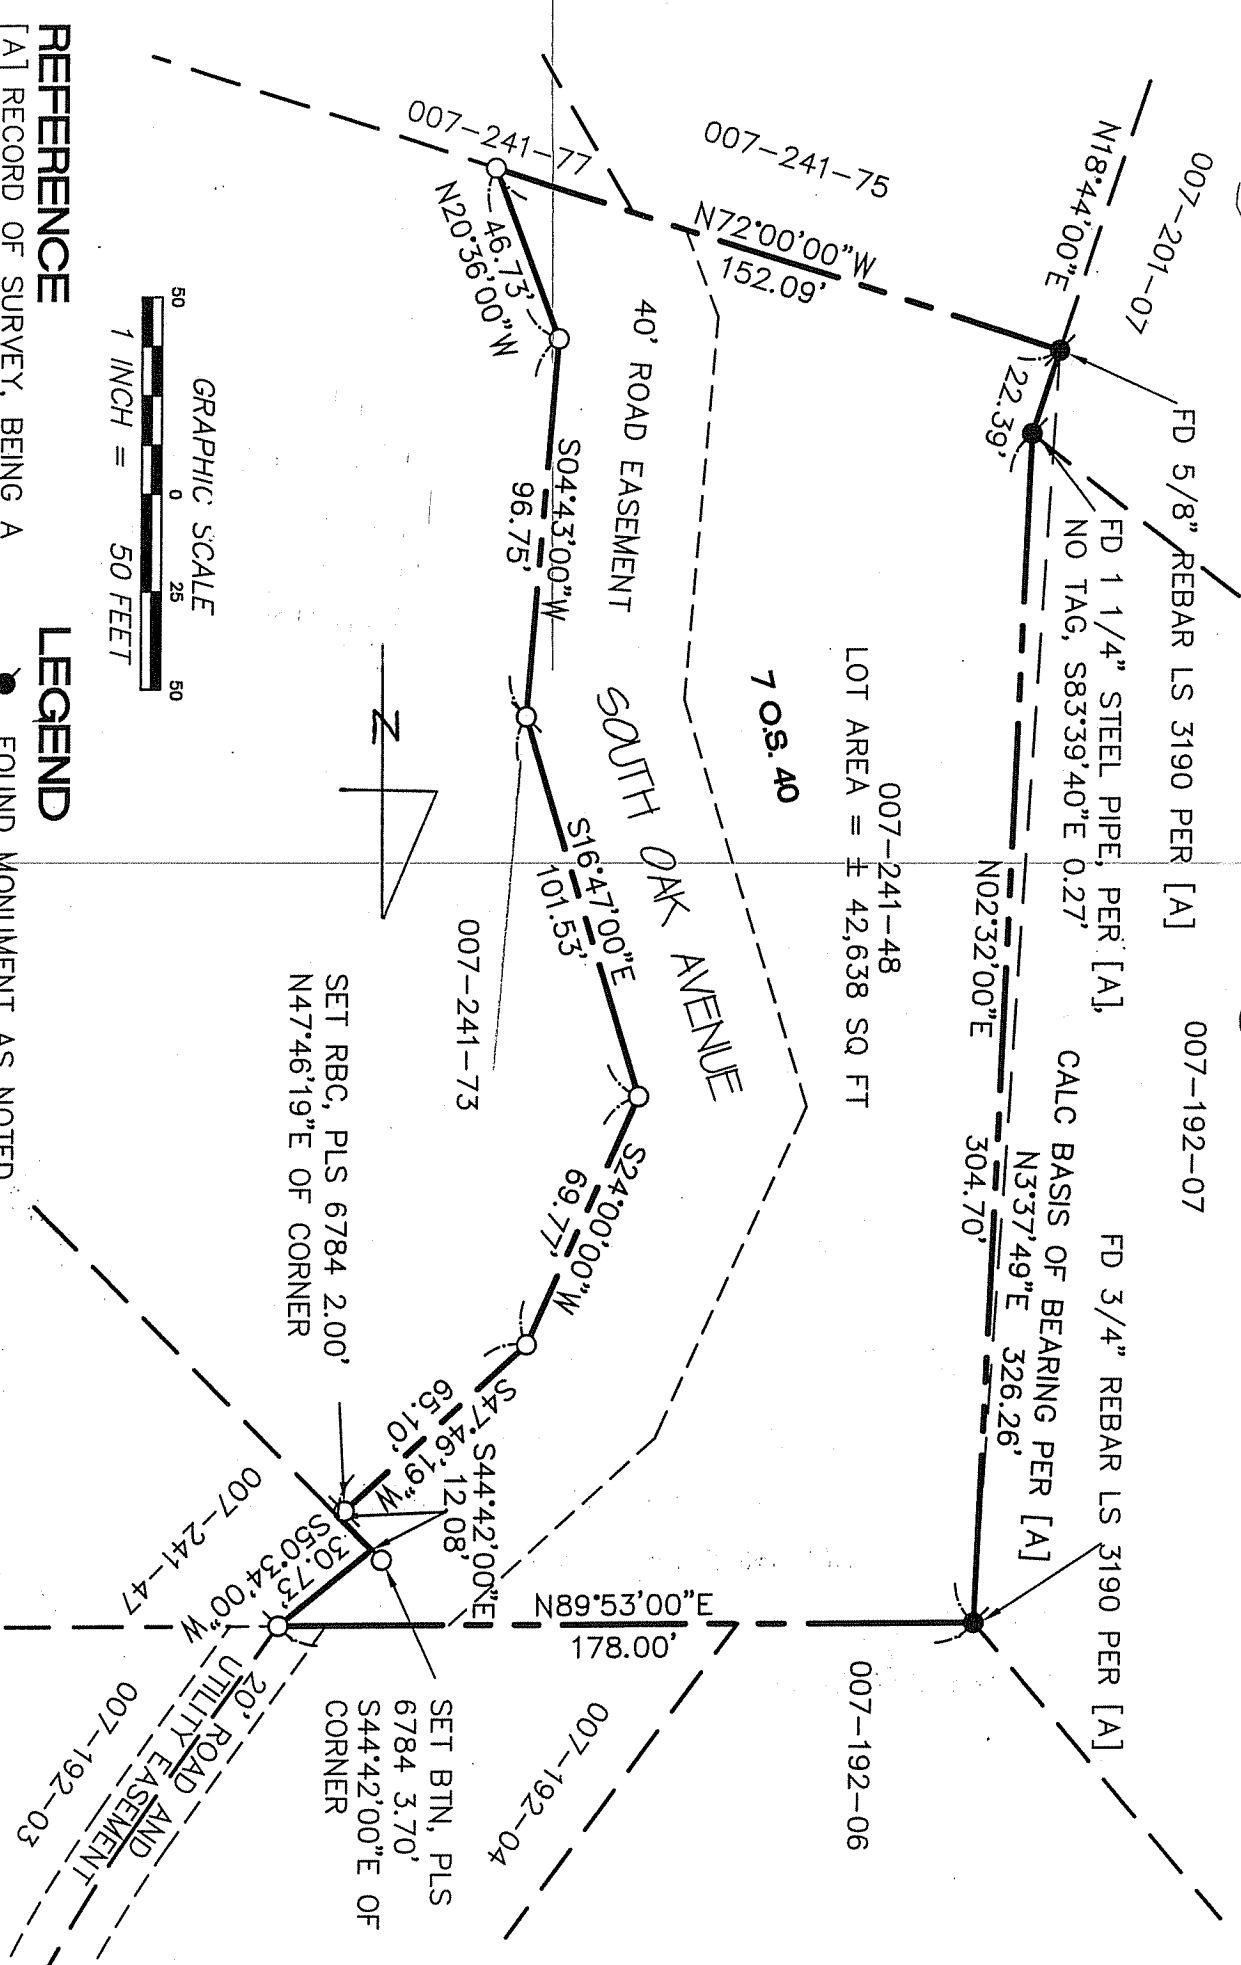 007-201-07
N18°44'00"E
FD 5/8" REBAR LS 3190 PER [A]
22.39'
FD 1 1/4" STEEL PIPE, PER [A],
NO TAG, S83°39'40"E 0.27'
007-192-07
CALC BASIS OF BEARING PER [A]
N3°37'49"E 326.26'
N02°32'00"E
304.70'
FD 3/4" REBAR LS 3190 PER [A]
007-241-75
007-241-77
N72°00'00"W
152.09'
46.73'
N20°36'00"W
40' ROAD EASEMENT
S04°43'00"W
96.75'
007-241-48
LOT AREA = ± 42,638 SQ FT
7 O.S. 40
SOUTH OAK AVENUE
S16°47'00"E
101.53'
007-241-73
S24°00'00"W
69.77'
S47°46'19"W
65.10'
S44°42'00"E
12.08'
S50°34'00"W
30.73'
SET RBC, PLS 6784 2.00'
N47°46'19"E OF CORNER
007-241-47
N89°53'00"E
178.00'
007-192-06
007-192-04
SET BTN, PLS
6784 3.70'
S44°42'00"E OF
CORNER
20' ROAD AND
UTILITY EASEMENT
007-192-03
N
GRAPHIC SCALE
50 0 25 50
1 INCH = 50 FEET
REFERENCE
[A] RECORD OF SURVEY, BEING A
LEGEND
FOUND MONUMENT AS NOTED